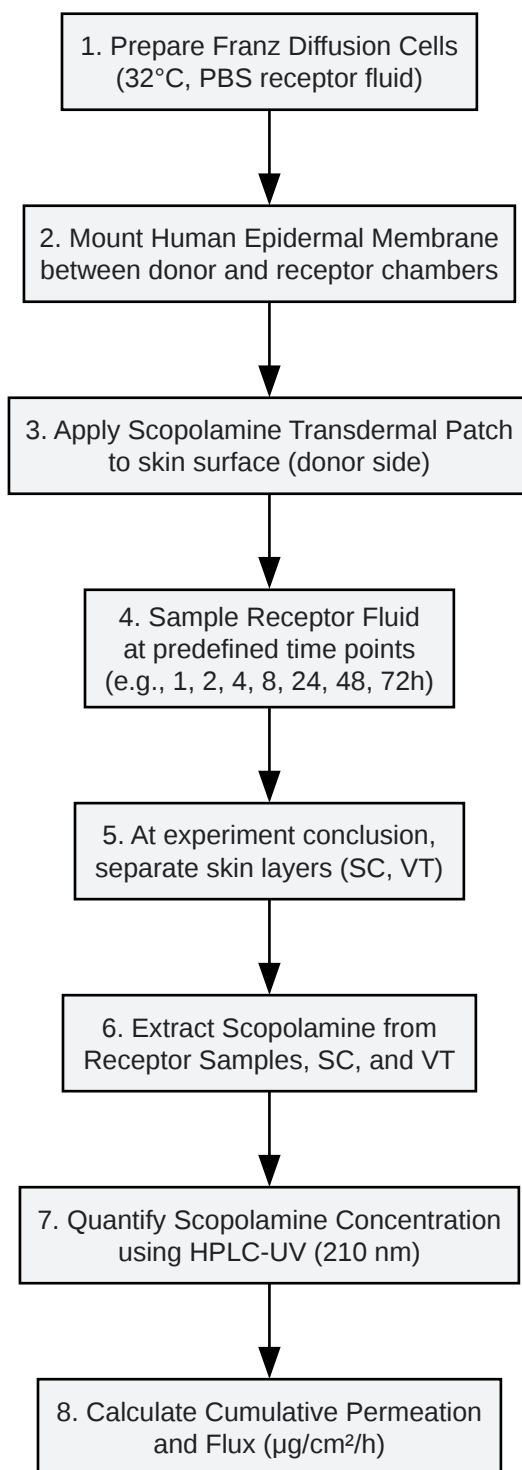 1. Prepare Franz Diffusion Cells
(32°C, PBS receptor fluid)
2. Mount Human Epidermal Membrane
between donor and receptor chambers
3. Apply Scopolamine Transdermal Patch
to skin surface (donor side)
4. Sample Receptor Fluid
at predefined time points
(e.g., 1, 2, 4, 8, 24, 48, 72h)
5. At experiment conclusion,
separate skin layers (SC, VT)
6. Extract Scopolamine from
Receptor Samples, SC, and VT
7. Quantify Scopolamine Concentration
using HPLC-UV (210 nm)
8. Calculate Cumulative Permeation
and Flux (µg/cm²/h)